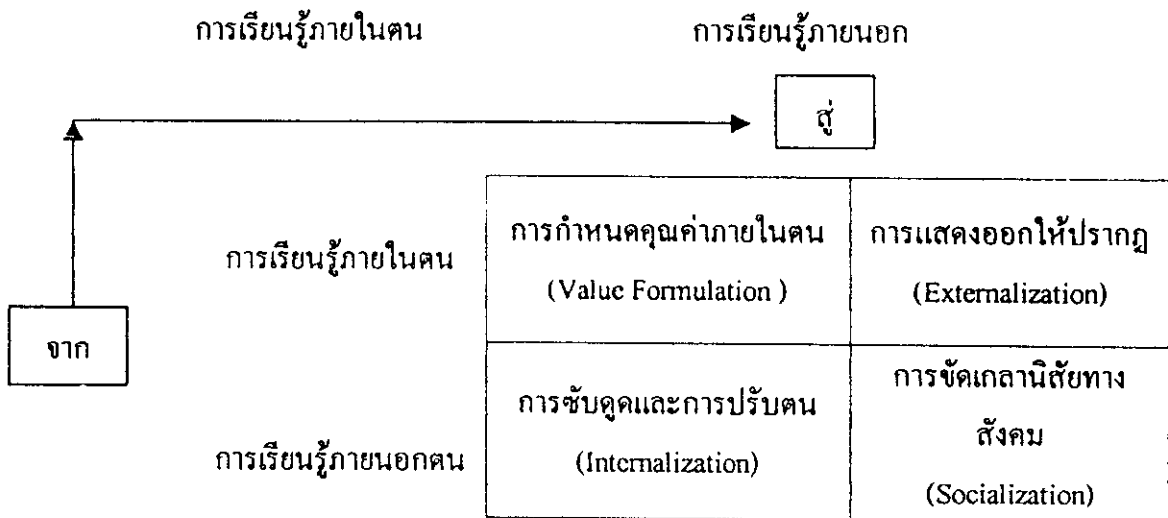 การเรียนรู้ภายในตน การเรียนรู้ภายนอก
สู่
การกำหนดคุณค่าภายในตน การแสดงออกให้ปรากฏ
การเรียนรู้ภายในตน
(Value Formulation ) (Externalization)
จาก
การขัดเกลานิสัยทาง
การซับดูดและการปรับตน
สังคม
การเรียนรู้ภายนอกตน (Internalization)
(Socialization)